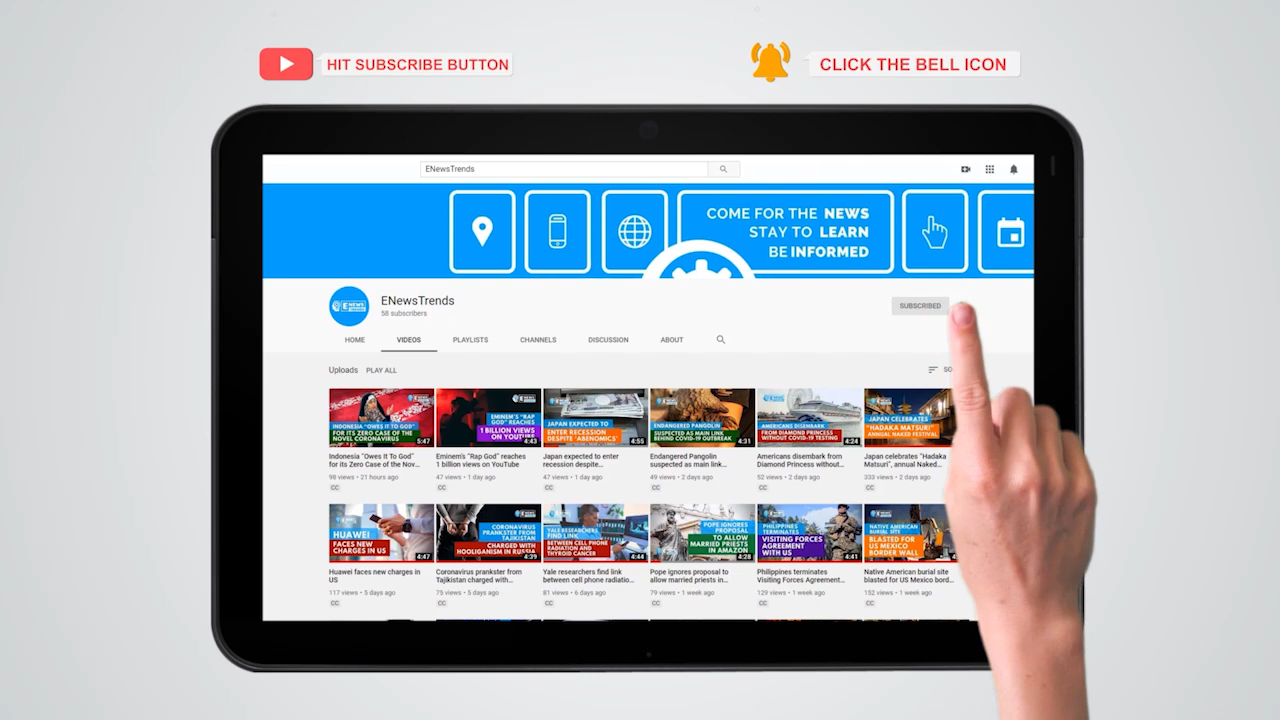 HIT SUBSCRIBE BUTTON
CLICK THE BELL ICON
ENewsTrends
COME FOR THE NEWS
STAY TO LEARN
BE INFORMED
ENewsTrends
58 subscribers
SUBSCRIBED
HOME VIDEOS PLAYLISTS CHANNELS DISCUSSION ABOUT
Uploads PLAY ALL
SO
INDONESIA "OWES IT TO GOD"
FOR ITS ZERO CASE OF THE
NOVEL CORONAVIRUS
5:47
EMINEM'S "RAP
GOD" REACHES
1 BILLION VIEWS
ON YOUTUBE
4:43
JAPAN EXPECTED TO
ENTER RECESSION
DESPITE 'ABENOMICS'
4:55
ENDANGERED PANGOLIN
SUSPECTED AS MAIN LINK
BEHIND COVID-19 OUTBREAK
4:31
AMERICANS DISEMBARK
FROM DIAMOND PRINCESS
WITHOUT COVID-19 TESTING
4:24
JAPAN CELEBRATES
"HADAKA MATSURI"
ANNUAL NAKED FESTIVAL
Indonesia "Owes It To God"
for its Zero Case of the Nov...
98 views • 21 hours ago
CC
Eminem's "Rap God" reaches
1 billion views on YouTube
47 views • 1 day ago
CC
Japan expected to enter
recession despite...
47 views • 1 day ago
CC
Endangered Pangolin
suspected as main link...
49 views • 2 days ago
CC
Americans disembark from
Diamond Princess without...
52 views • 2 days ago
CC
Japan celebrates "Hadaka
Matsuri", annual Naked...
333 views • 2 days ago
CC
HUAWEI
FACES NEW
CHARGES IN US
4:47
CORONAVIRUS
PRANKSTER FROM
TAJIKISTAN
CHARGED WITH
HOOLIGANISM IN RUSSIA
4:39
YALE RESEARCHERS
FIND LINK
BETWEEN CELL PHONE
RADIATION AND
THYROID CANCER
4:44
POPE IGNORES
PROPOSAL
TO ALLOW
MARRIED PRIESTS
IN AMAZON
4:28
PHILIPPINES
TERMINATES
VISITING FORCES
AGREEMENT
WITH US
4:41
NATIVE AMERICAN
BURIAL SITE
BLASTED FOR
US MEXICO
BORDER WALL
Huawei faces new charges in
US
117 views • 5 days ago
CC
Coronavirus prankster from
Tajikistan charged with...
75 views • 5 days ago
CC
Yale researchers find link
between cell phone radiatio...
81 views • 6 days ago
CC
Pope ignores proposal to
allow married priests in...
79 views • 1 week ago
CC
Philippines terminates
Visiting Forces Agreement...
129 views • 1 week ago
CC
Native American burial site
blasted for US Mexico bord...
152 views • 1 week ago
CC